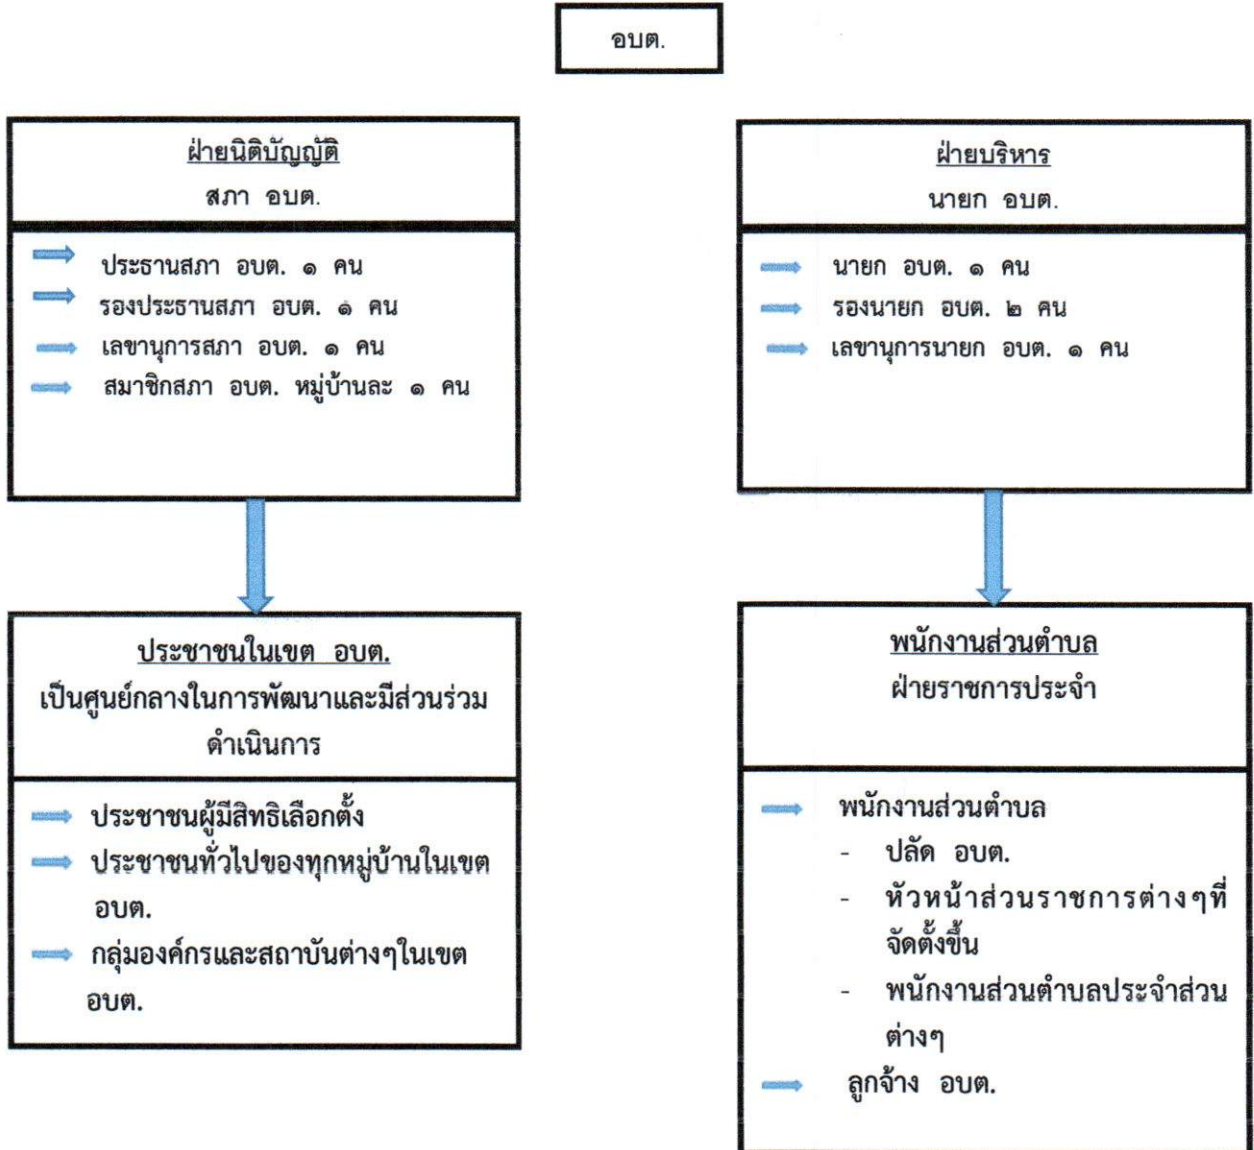 อบต.
ฝ่ายนิติบัญญัติ
สภา อบต.
ประธานสภา อบต. ๑ คน
รองประธานสภา อบต. ๑ คน
เลขานุการสภา อบต. ๑ คน
สมาชิกสภา อบต. หมู่บ้านละ ๑ คน
ฝ่ายบริหาร
นายก อบต.
นายก อบต. ๑ คน
รองนายก อบต. ๒ คน
เลขานุการนายก อบต. ๑ คน
ประชาชนในเขต อบต.
เป็นศูนย์กลางในการพัฒนาและมีส่วนร่วม
ดำเนินการ
ประชาชนผู้มีสิทธิเลือกตั้ง
ประชาชนทั่วไปของทุกหมู่บ้านในเขต
อบต.
กลุ่มองค์กรและสถาบันต่างๆในเขต
อบต.
พนักงานส่วนตำบล
ฝ่ายราชการประจำ
พนักงานส่วนตำบล
- ปลัด อบต.
- หัวหน้าส่วนราชการต่างๆที่
จัดตั้งขึ้น
- พนักงานส่วนตำบลประจำส่วน
ต่างๆ
ลูกจ้าง อบต.